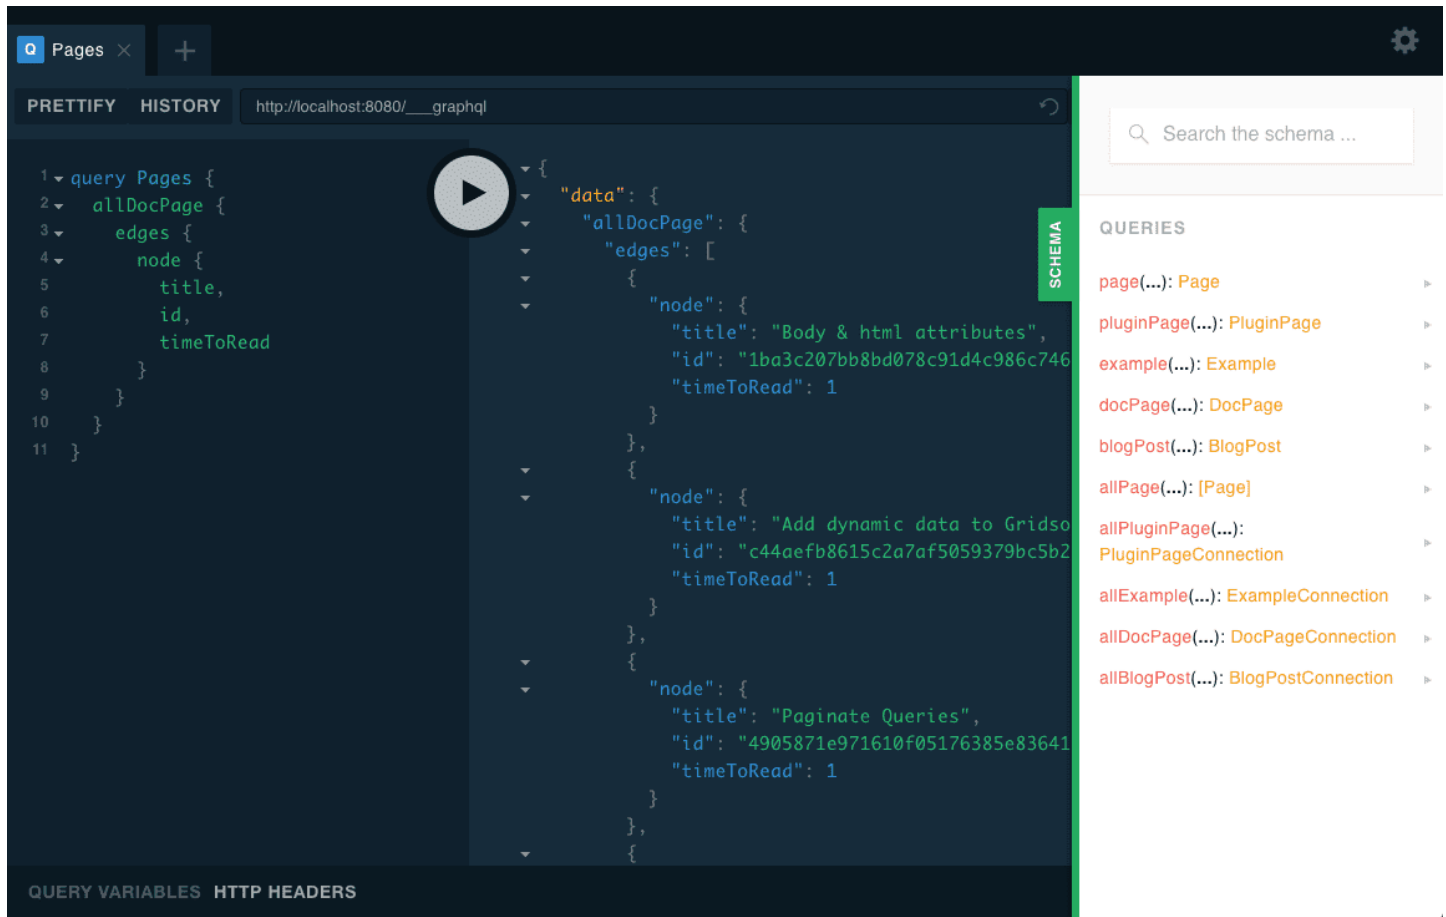 Q Pages
PRETTIFY HISTORY http://localhost:8080/___graphql
1 query Pages {
2 allDocPage {
3 edges {
4 node {
5 title,
6 id,
7 timeToRead
8 }
9 }
10 }
11 }
{
"data": {
"allDocPage": {
"edges": [
{
"node": {
"title": "Body & html attributes",
"id": "1ba3c207bb8bd078c91d4c986c746
"timeToRead": 1
}
},
{
"node": {
"title": "Add dynamic data to Gridso
"id": "c44aefb8615c2a7af5059379bc5b2
"timeToRead": 1
}
},
{
"node": {
"title": "Paginate Queries",
"id": "4905871e971610f05176385e83641
"timeToRead": 1
}
},
{
QUERY VARIABLES HTTP HEADERS
SCHEMA
Search the schema ...
QUERIES
page(...): Page
pluginPage(...): PluginPage
example(...): Example
docPage(...): DocPage
blogPost(...): BlogPost
allPage(...): [Page]
allPluginPage(...):
PluginPageConnection
allExample(...): ExampleConnection
allDocPage(...): DocPageConnection
allBlogPost(...): BlogPostConnection